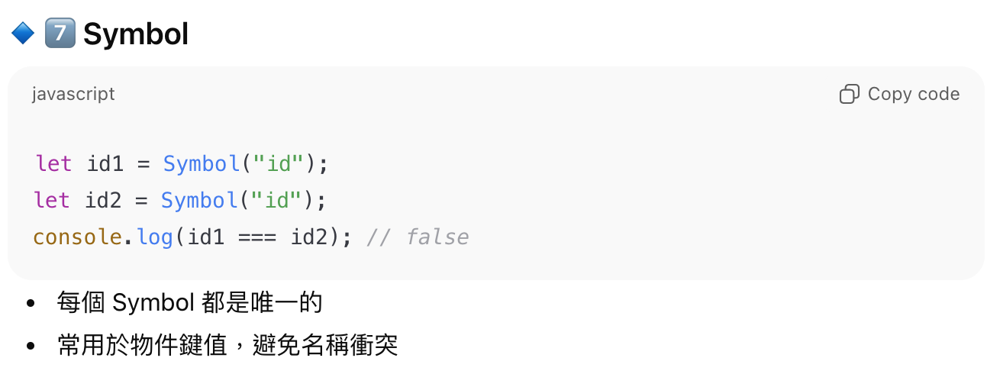 🔷 7️⃣ Symbol
javascript
Copy code
let id1 = Symbol("id");
let id2 = Symbol("id");
console.log(id1 === id2); // false
• 每個 Symbol 都是唯一的
• 常用於物件鍵值，避免名稱衝突